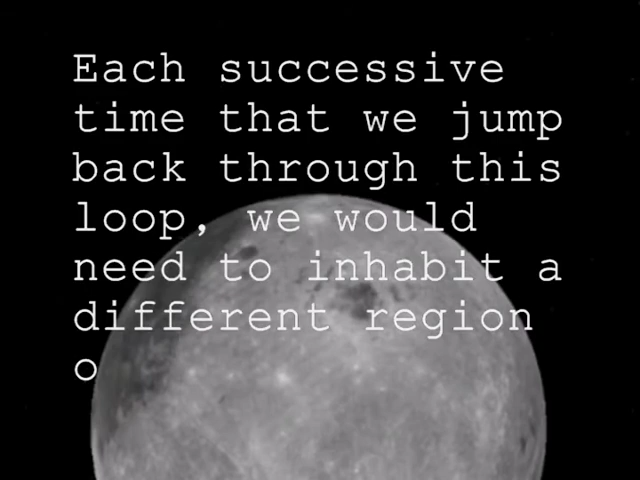 Each successive
time that we jump
back through this
loop, we would
need to inhabit a
different region
o